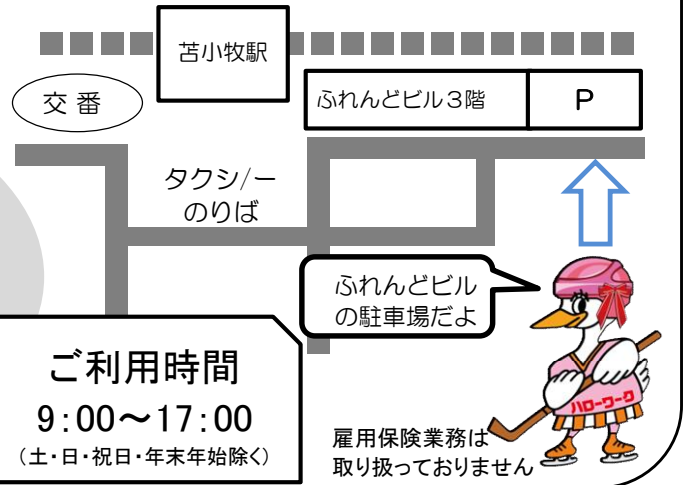 苫小牧駅
交番
ふれんどビル3階
P
タクシ/ー
のりば
ふれんどビル
の駐車場だよ
ハローワーク
ご利用時間
9:00～17:00
(土・日・祝日・年末年始除く)
雇用保険業務は
取り扱っておりません